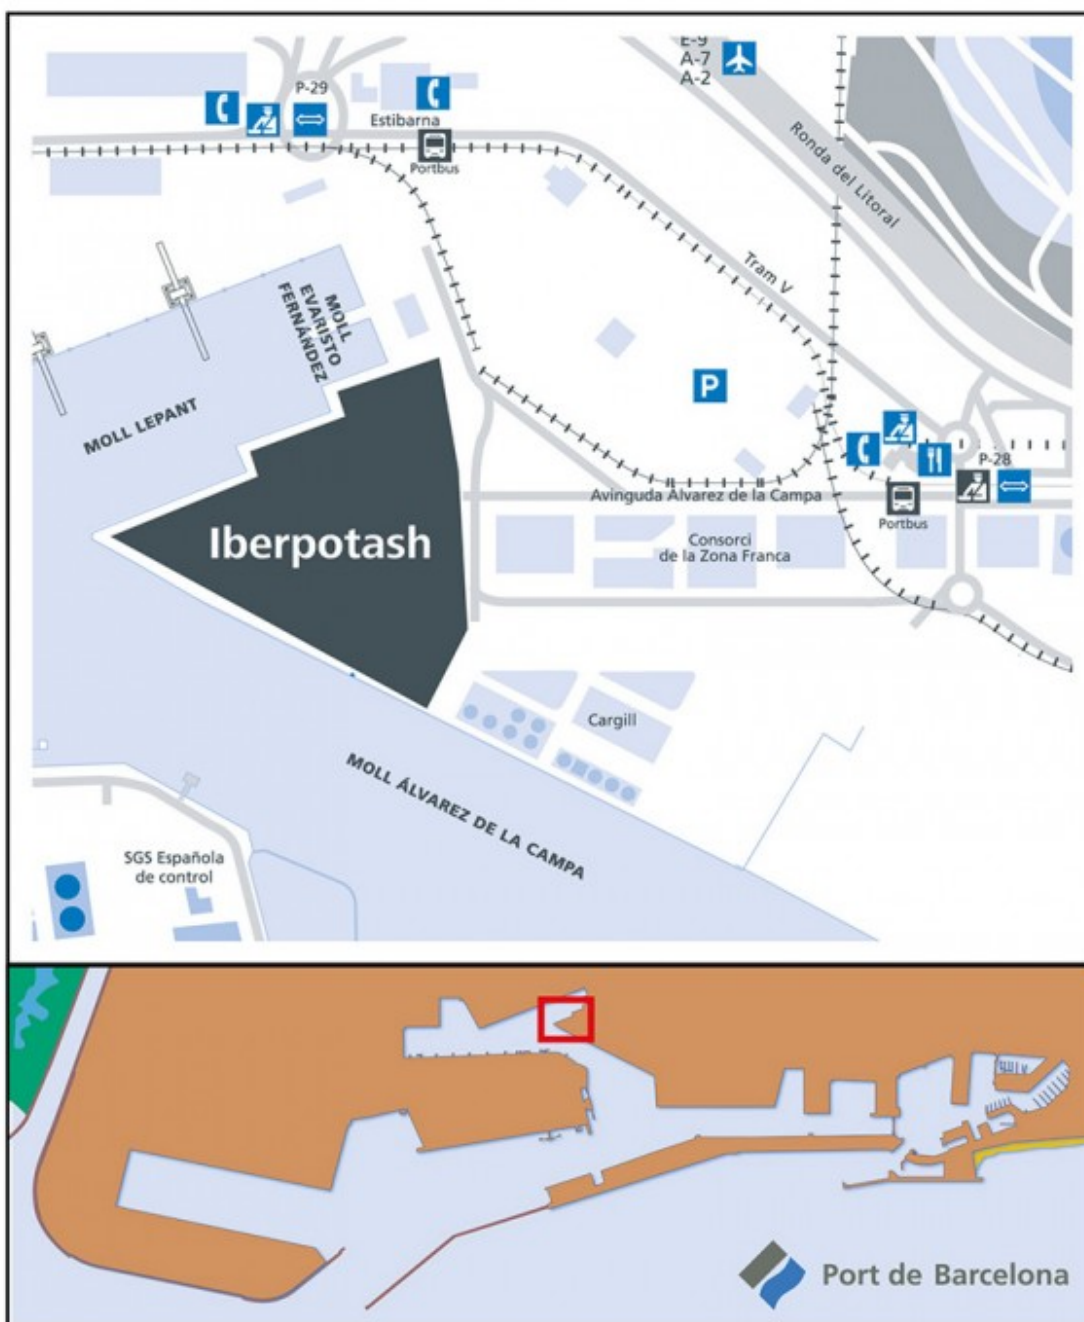 E-9
A-7
A-2
P-29
Estibarna
Portbus
Ronda del Litoral
Tram V
MOLL
EVARISTO
FERNÁNDEZ
MOLL LEPANT
P
P-28
Avinguda Álvarez de la Campa
Portbus
Iberpotash
Consorci
de la Zona Franca
Cargill
MOLL ÁLVAREZ DE LA CAMPA
SGS Española
de control
Port de Barcelona